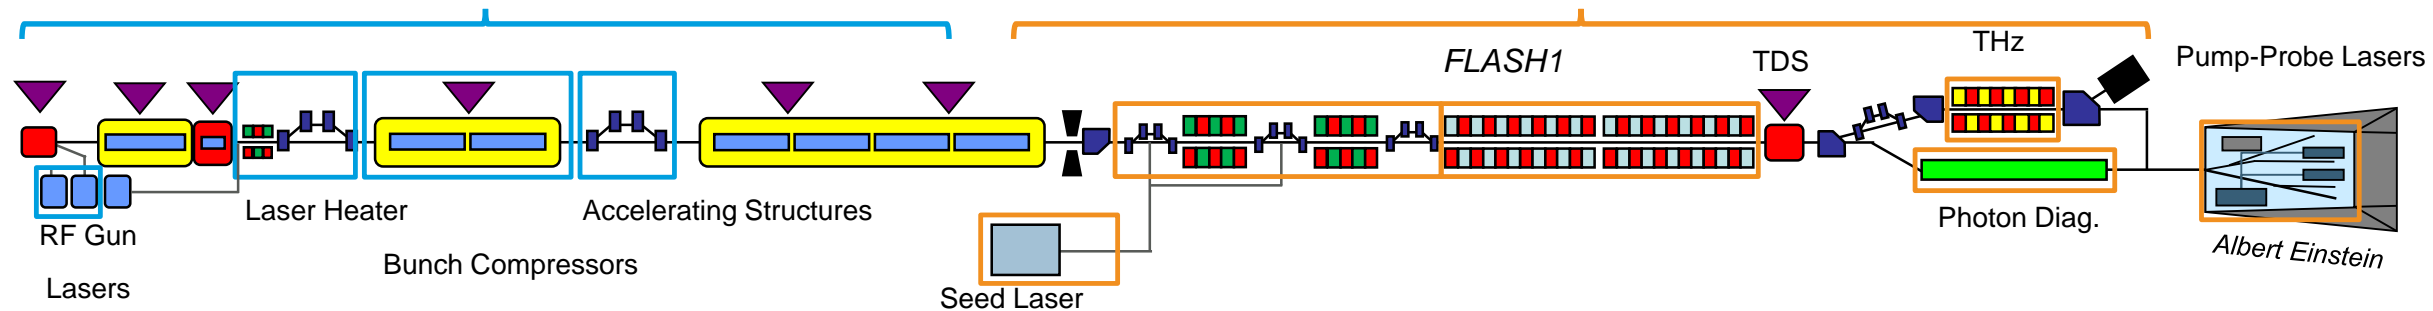 FLASH1
TDS
THz
Pump-Probe Lasers
Laser Heater
Accelerating Structures
RF Gun
Photon Diag.
Albert Einstein
Bunch Compressors
Lasers
Seed Laser